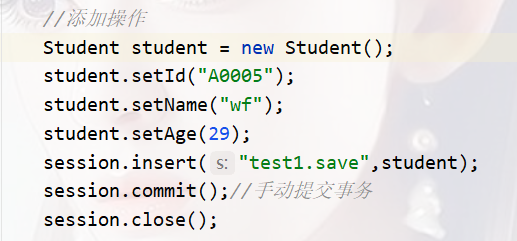 //添加操作
Student student = new Student();
student.setId("A0005");
student.setName("wf");
student.setAge(29);
session.insert( s: "test1.save",student);
session.commit();//手动提交事务
session.close();